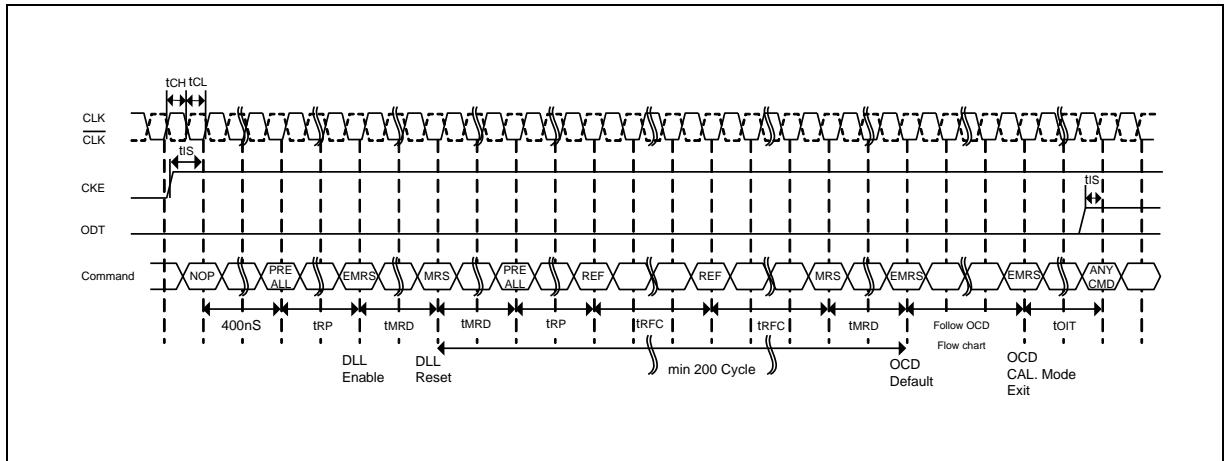 tCH tCL
CLK
CLK
tIS
CKE
tIS
ODT
Command
NOP
PRE
ALL
EMRS
MRS
PRE
ALL
REF
REF
MRS
EMRS
EMRS
ANY
CMD
400nS
tRP
tMRD
tMRD
tRP
tRFC
tRFC
tMRD
Follow OCD
Flow chart
tOIT
DLL
Enable
DLL
Reset
min 200 Cycle
OCD
Default
OCD
CAL. Mode
Exit